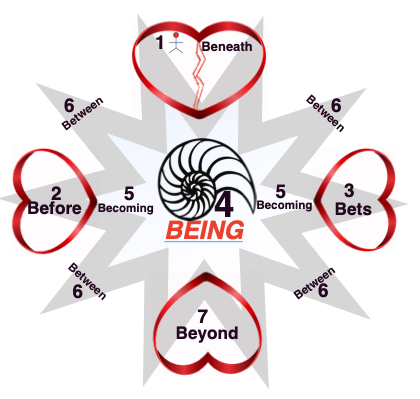 1
Beneath
6
Between
6
Between
2
Before
5
Becoming
4
BEING
5
Becoming
3
Bets
Between
6
Between
6
7
Beyond